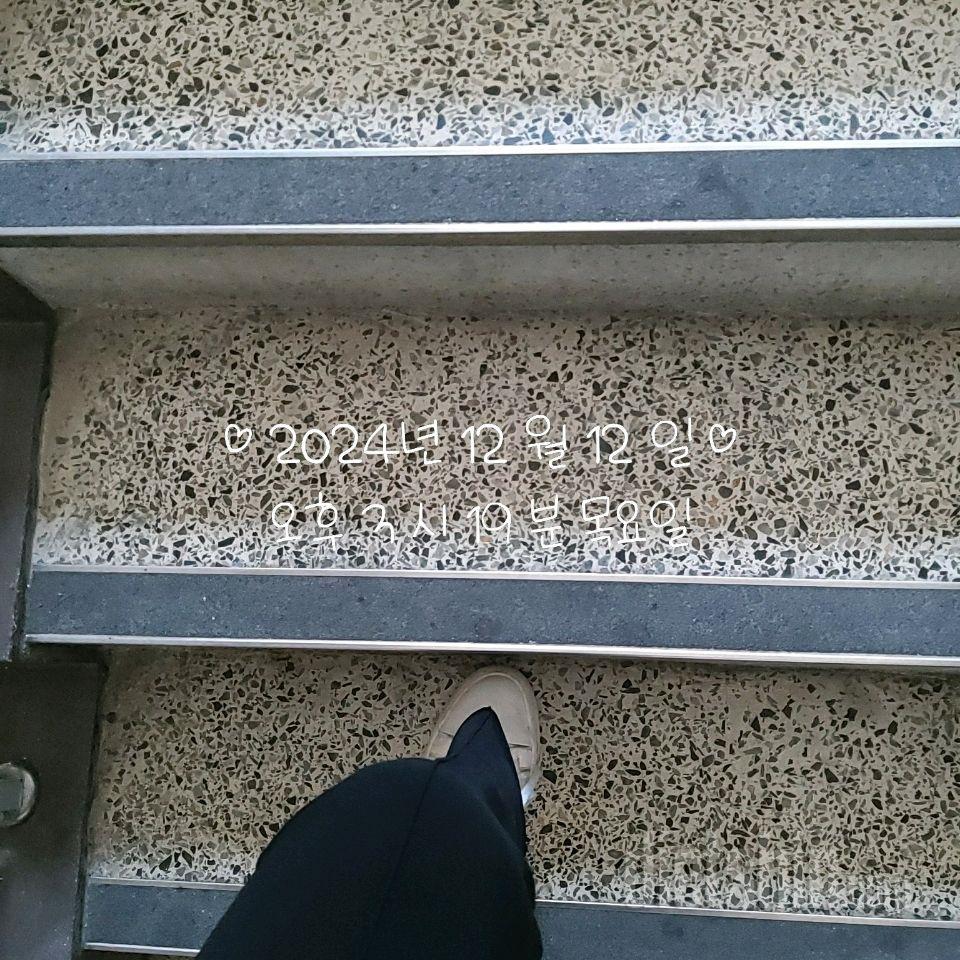 ♡ 2024년 12 월 12 일 ♡
오후 3 시 19 분 목요일